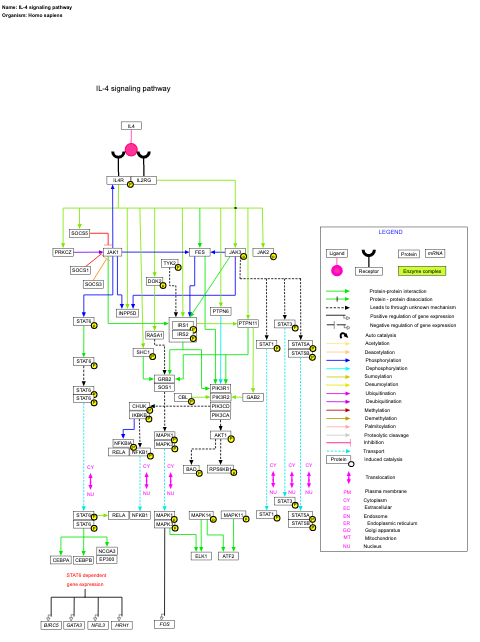 Name: IL-4 signaling pathway
Organism: Homo sapiens
IL-4 signaling pathway
IL4
IL4R
IL2RG
SOCS5
PRKCZ
JAK1
FES
JAK3
JAK2
SOCS1
SOCS3
TYK2
DOK2
INPP5D
STAT6
IRS1
IRS2
PTPN6
PTPN11
STAT3
RASA1
SHC1
STAT1
STAT5A
STAT5B
STAT6
GRB2
SOS1
STAT6
STAT6
CBL
PIK3R1
PIK3R2
PIK3CD
PIK3CA
GAB2
CHUK
IKBKB
NFKBIA
RELA
NFKB1
MAPK1
MAPK3
AKT1
BAD
RPS6KB1
CY
CY
CY
CY
CY
CY
NU
NU
NU
NU
NU
NU
STAT3
STAT6
STAT6
RELA
NFKB1
MAPK1
MAPK3
MAPK14
MAPK11
STAT1
STAT5A
STAT5B
CEBPA
CEBPB
NCOA3
EP300
ELK1
ATF2
STAT6 dependent
gene expression
BIRC5
GATA3
NFIL3
HRH1
FOS
LEGEND
Ligand
Receptor
Protein
mRNA
Enzyme complex
Protein-protein interaction
Protein - protein dissociation
Leads to through unknown mechanism
Positive regulation of gene expression
Negative regulation of gene expression
Auto catalysis
Acetylation
Deacetylation
Phosphorylation
Dephosphorylation
Sumoylation
Desumoylation
Ubiquitination
Deubiquitination
Methylation
Demethylation
Palmitoylation
Proteolytic cleavage
Inhibition
Transport
Protein
Induced catalysis
Translocation
PM Plasma membrane
CY Cytoplasm
EC Extracellular
EN Endosome
ER Endoplasmic reticulum
GO Golgi apparatus
MT Mitochondrion
NU Nucleus